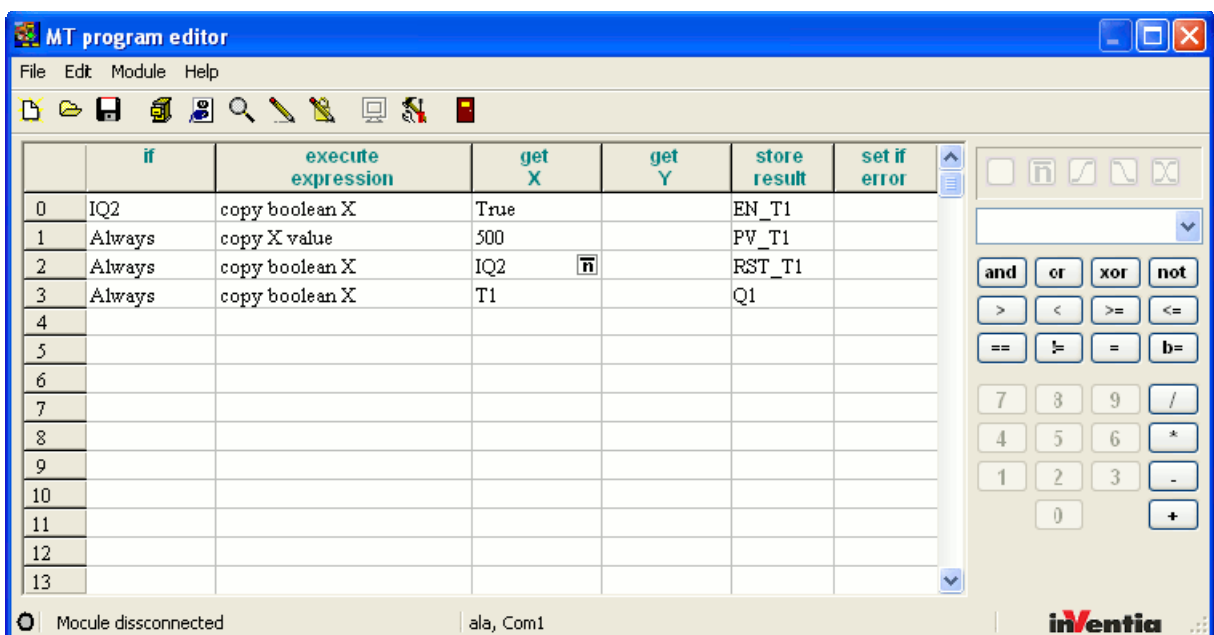 MT program editor
File Edit Module Help
if execute expression get X get Y store result set if error
0 IQ2 copy boolean X True EN_T1
1 Always copy X value 500 PV_T1
2 Always copy boolean X IQ2 n RST_T1
3 Always copy boolean X T1 Q1
4
5
6
7
8
9
10
11
12
13
n
and or xor not
> < >= <=
== != = b=
7 8 9 /
4 5 6 *
1 2 3 -
0 +
Mocule dissconnected ala, Com1 inVentia